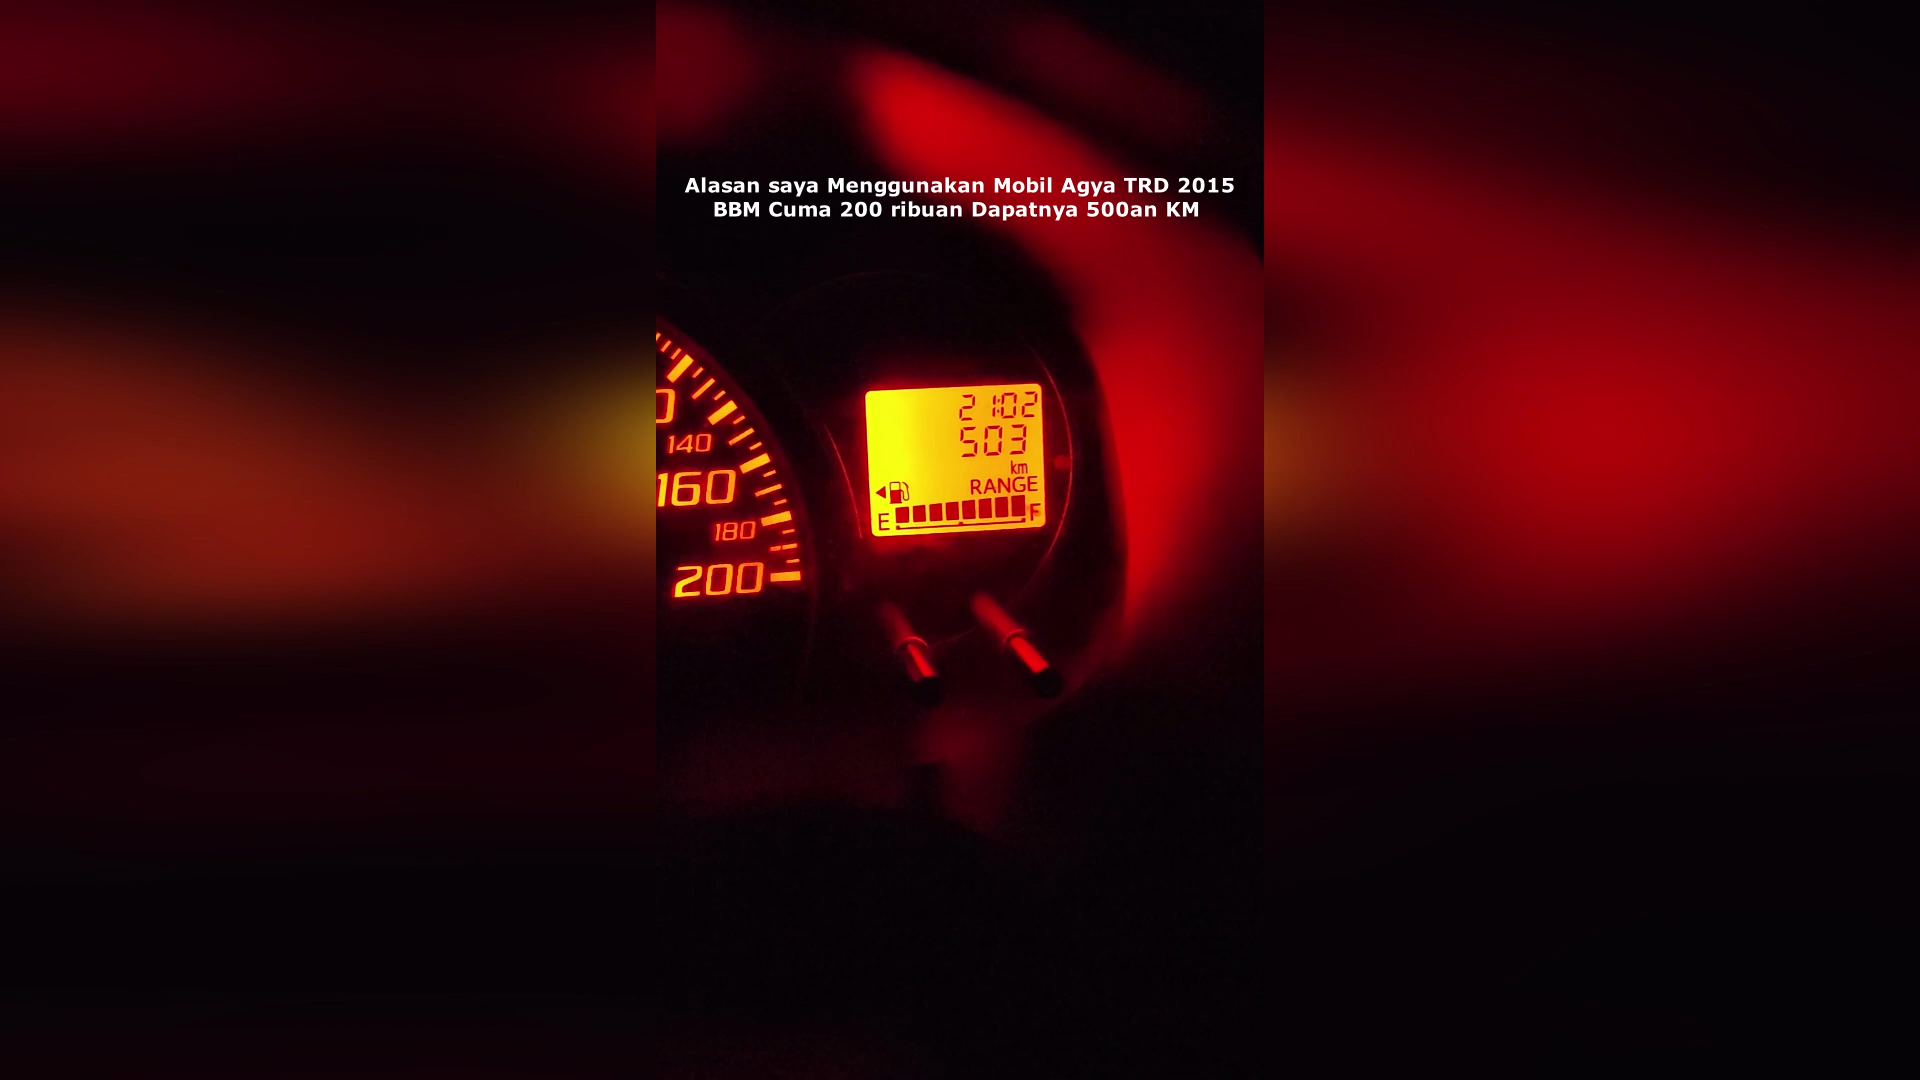 Alasan saya Menggunakan Mobil Agya TRD 2015
BBM Cuma 200 ribuan Dapatnya 500an KM
21:02
503
140
km
160
RANGE
E
F
180
200